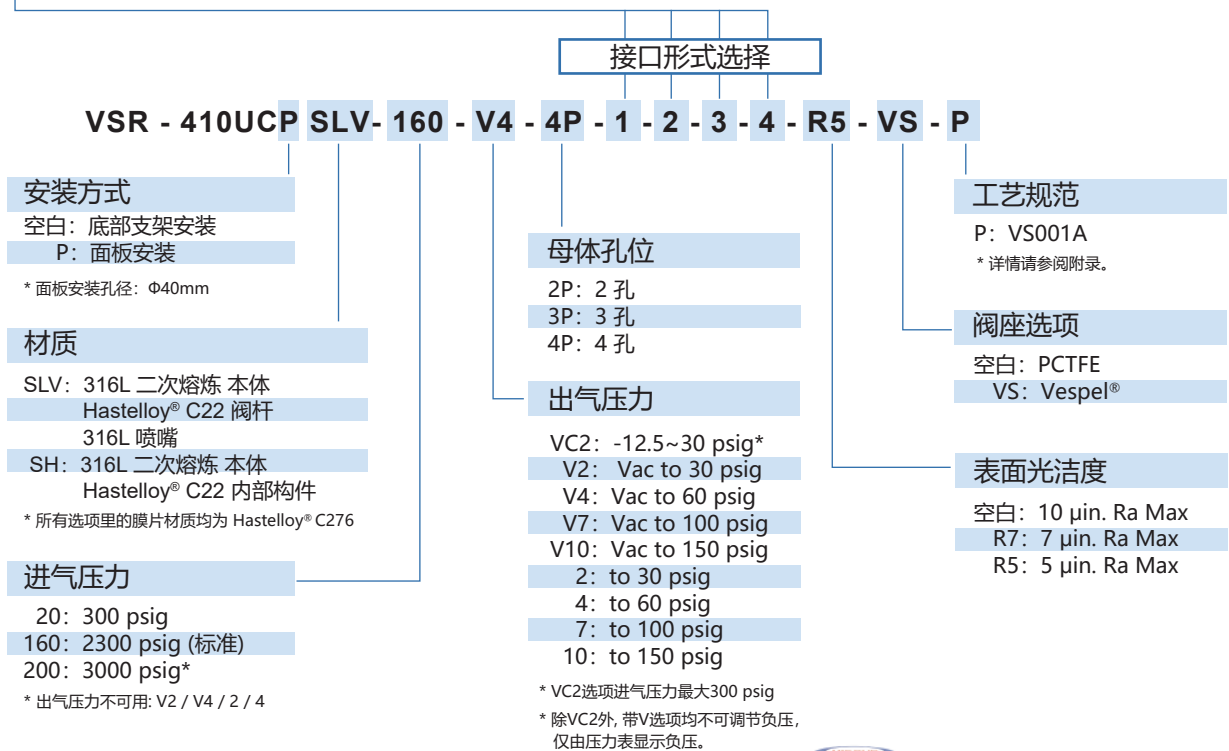 接口形式选择
VSR - 410UCP SLV- 160 - V4 - 4P - 1 - 2 - 3 - 4 - R5 - VS - P
安装方式
空白：底部支架安装
P：面板安装
* 面板安装孔径：Φ40mm
材质
SLV：316L 二次熔炼 本体
Hastelloy® C22 阀杆
316L 喷嘴
SH：316L 二次熔炼 本体
Hastelloy® C22 内部构件
* 所有选项里的膜片材质均为 Hastelloy® C276
进气压力
20：300 psig
160：2300 psig (标准)
200：3000 psig*
* 出气压力不可用: V2 / V4 / 2 / 4
母体孔位
2P：2 孔
3P：3 孔
4P：4 孔
出气压力
VC2：-12.5~30 psig*
V2： Vac to 30 psig
V4：Vac to 60 psig
V7：Vac to 100 psig
V10：Vac to 150 psig
2：to 30 psig
4：to 60 psig
7：to 100 psig
10：to 150 psig
* VC2选项进气压力最大300 psig
* 除VC2外, 带V选项均不可调节负压，
仅由压力表显示负压。
工艺规范
P：VS001A
* 详情请参阅附录。
阀座选项
空白：PCTFE
VS：Vespel®
表面光洁度
空白：10 µin. Ra Max
R7：7 µin. Ra Max
R5：5 µin. Ra Max